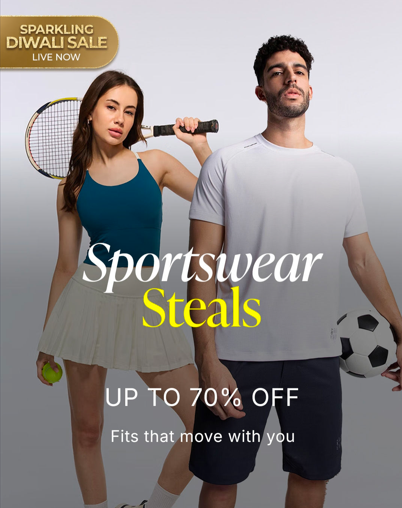 SPARKLING
DIWALI SALE
LIVE NOW
Sportswear
Steals
UP TO 70% OFF
Fits that move with you